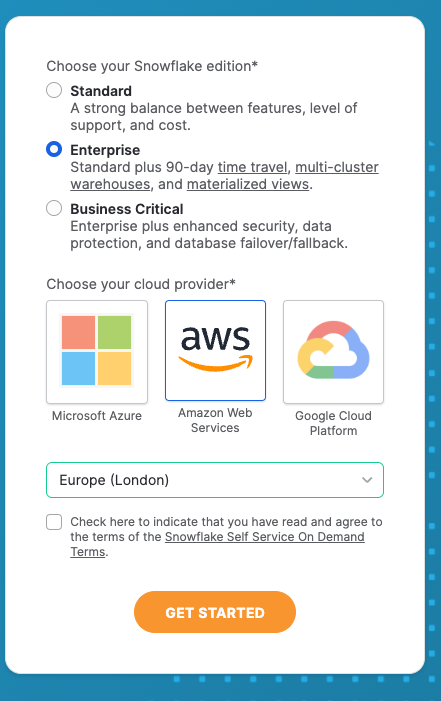 Choose your Snowflake edition*
Standard
A strong balance between features, level of
support, and cost.
Enterprise
Standard plus 90-day time travel, multi-cluster
warehouses, and materialized views.
Business Critical
Enterprise plus enhanced security, data
protection, and database failover/fallback.
Choose your cloud provider*
aws
Microsoft Azure
Amazon Web
Services
Google Cloud
Platform
Europe (London)
Check here to indicate that you have read and agree to
the terms of the Snowflake Self Service On Demand
Terms.
GET STARTED